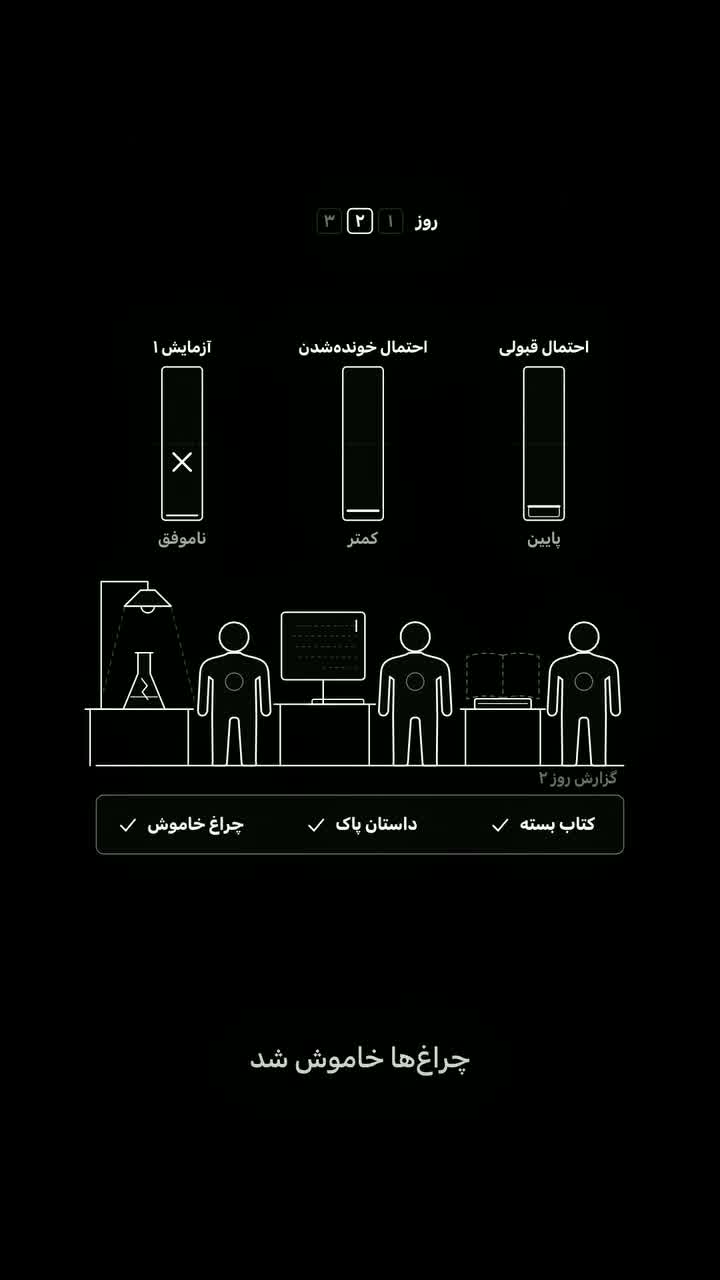 روز ۱ ۲ ۳
احتمال قبولی احتمال خونده‌شدن آزمایش ۱
پایین کمتر ناموفق
گزارش روز ۲
کتاب بسته داستان پاک چراغ خاموش
چراغ‌ها خاموش شد